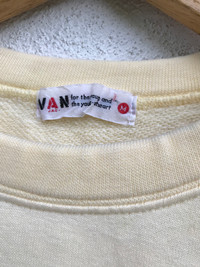 VAN
for the young and
the young-at-heart
M